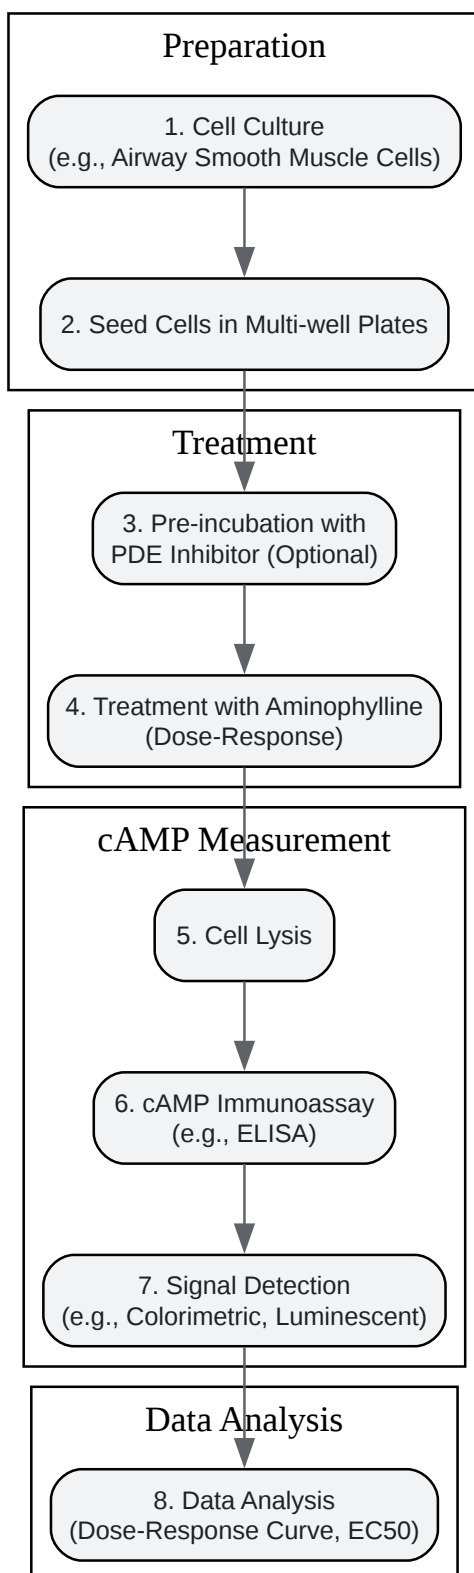 Preparation
1. Cell Culture
(e.g., Airway Smooth Muscle Cells)
2. Seed Cells in Multi-well Plates
Treatment
3. Pre-incubation with
PDE Inhibitor (Optional)
4. Treatment with Aminophylline
(Dose-Response)
cAMP Measurement
5. Cell Lysis
6. cAMP Immunoassay
(e.g., ELISA)
7. Signal Detection
(e.g., Colorimetric, Luminescent)
Data Analysis
8. Data Analysis
(Dose-Response Curve, EC50)